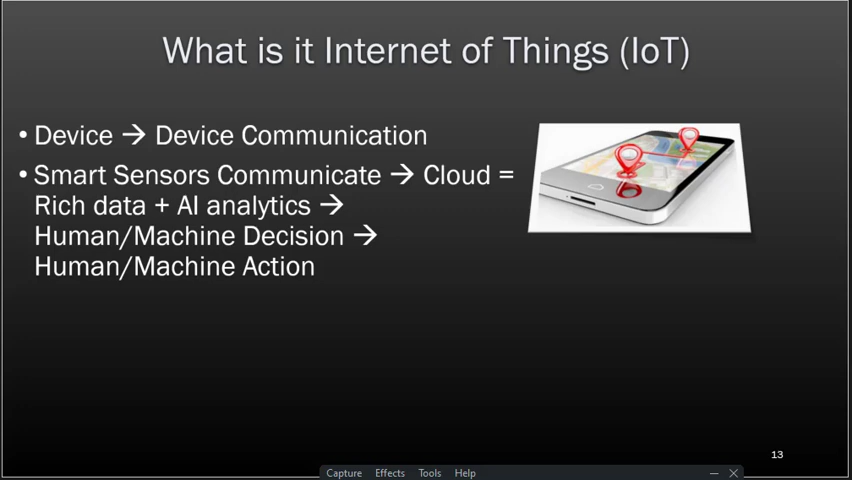 What is it Internet of Things (IoT)
• Device → Device Communication
• Smart Sensors Communicate → Cloud =
Rich data + AI analytics →
Human/Machine Decision →
Human/Machine Action
13
Capture Effects Tools Help